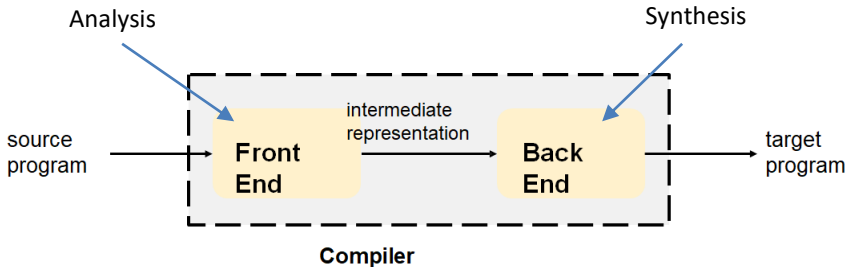 Analysis
Synthesis
source
program
Front
End
intermediate
representation
Back
End
target
program
Compiler